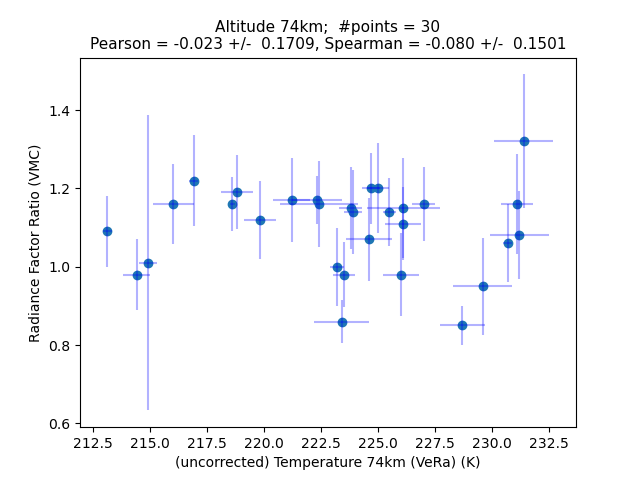 Altitude 74km;  #points = 30
Pearson = -0.023 +/-  0.1709, Spearman = -0.080 +/-  0.1501
Radiance Factor Ratio (VMC)
1.4
1.2
1.0
0.8
0.6
212.5 215.0 217.5 220.0 222.5 225.0 227.5 230.0 232.5
(uncorrected) Temperature 74km (VeRa) (K)